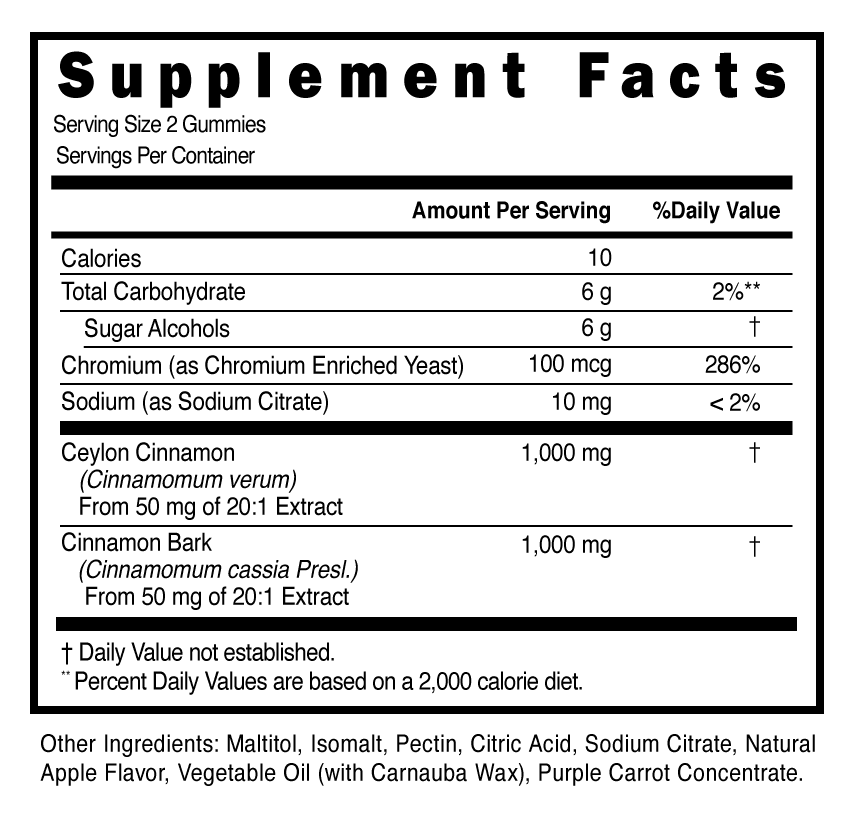 Supplement Facts
Serving Size 2 Gummies
Servings Per Container
Amount Per Serving %Daily Value
Calories 10
Total Carbohydrate 6 g 2%**
Sugar Alcohols 6 g †
Chromium (as Chromium Enriched Yeast) 100 mcg 286%
Sodium (as Sodium Citrate) 10 mg < 2%
Ceylon Cinnamon 1,000 mg †
(Cinnamomum verum)
From 50 mg of 20:1 Extract
Cinnamon Bark 1,000 mg †
(Cinnamomum cassia Presl.)
From 50 mg of 20:1 Extract
† Daily Value not established.
** Percent Daily Values are based on a 2,000 calorie diet.
Other Ingredients: Maltitol, Isomalt, Pectin, Citric Acid, Sodium Citrate, Natural
Apple Flavor, Vegetable Oil (with Carnauba Wax), Purple Carrot Concentrate.